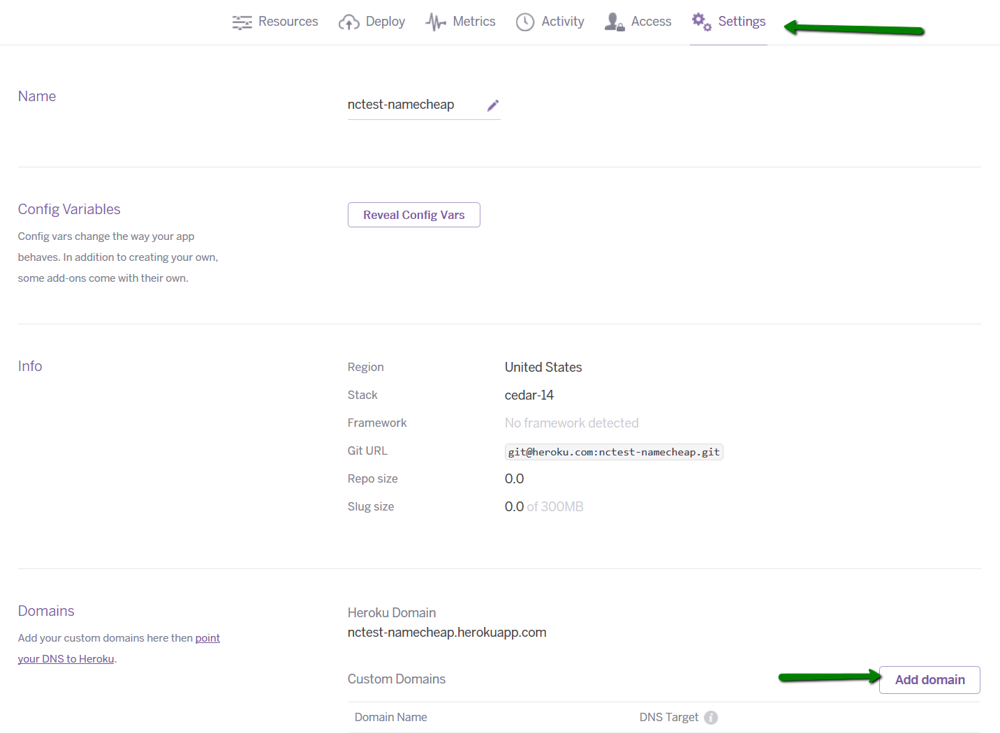 Resources Deploy Metrics Activity Access Settings
Name
nctest-namecheap
Config Variables
Reveal Config Vars
Config vars change the way your app
behaves. In addition to creating your own,
some add-ons come with their own.
Info
Region United States
Stack cedar-14
Framework No framework detected
Git URL git@heroku.com:nctest-namecheap.git
Repo size 0.0
Slug size 0.0 of 300MB
Domains
Add your custom domains here then point
your DNS to Heroku.
Heroku Domain
nctest-namecheap.herokuapp.com
Custom Domains Add domain
Domain Name DNS Target i